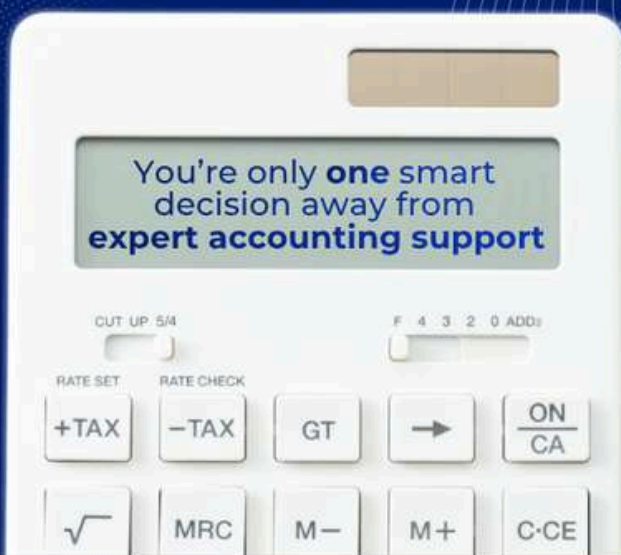 You're only one smart
decision away from
expert accounting support
CUT UP 5/4
F 4 3 2 0 ADD2
RATE SET RATE CHECK
+TAX -TAX GT → ON
CA
√ MRC M− M+ C·CE